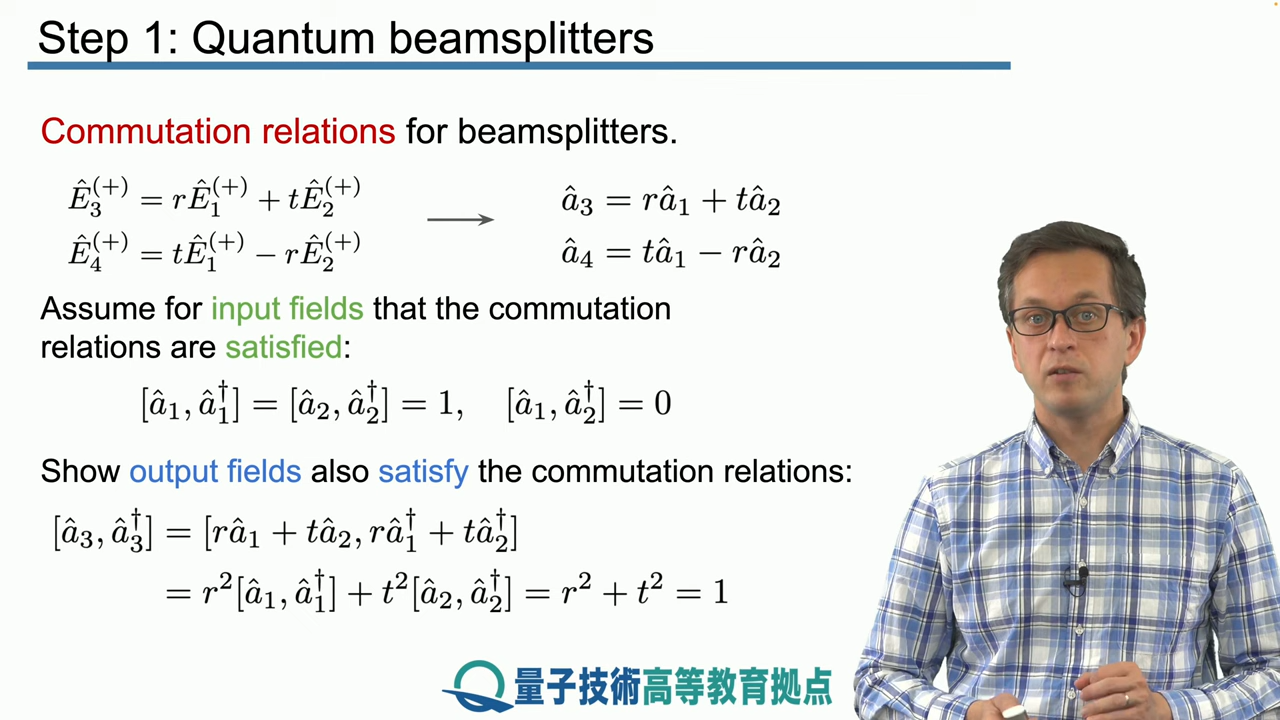 Step 1: Quantum beamsplitters
Commutation relations for beamsplitters.
Ê₃⁽⁺⁾ = rÊ₁⁽⁺⁾ + tÊ₂⁽⁺⁾ → â₃ = râ₁ + tâ₂
Ê₄⁽⁺⁾ = tÊ₁⁽⁺⁾ − rÊ₂⁽⁺⁾ â₄ = tâ₁ − râ₂
Assume for input fields that the commutation
relations are satisfied:
[â₁, â₁†] = [â₂, â₂†] = 1, [â₁, â₂†] = 0
Show output fields also satisfy the commutation relations:
[â₃, â₃†] = [râ₁ + tâ₂, râ₁† + tâ₂†]
= r²[â₁, â₁†] + t²[â₂, â₂†] = r² + t² = 1
量子技術高等教育拠点